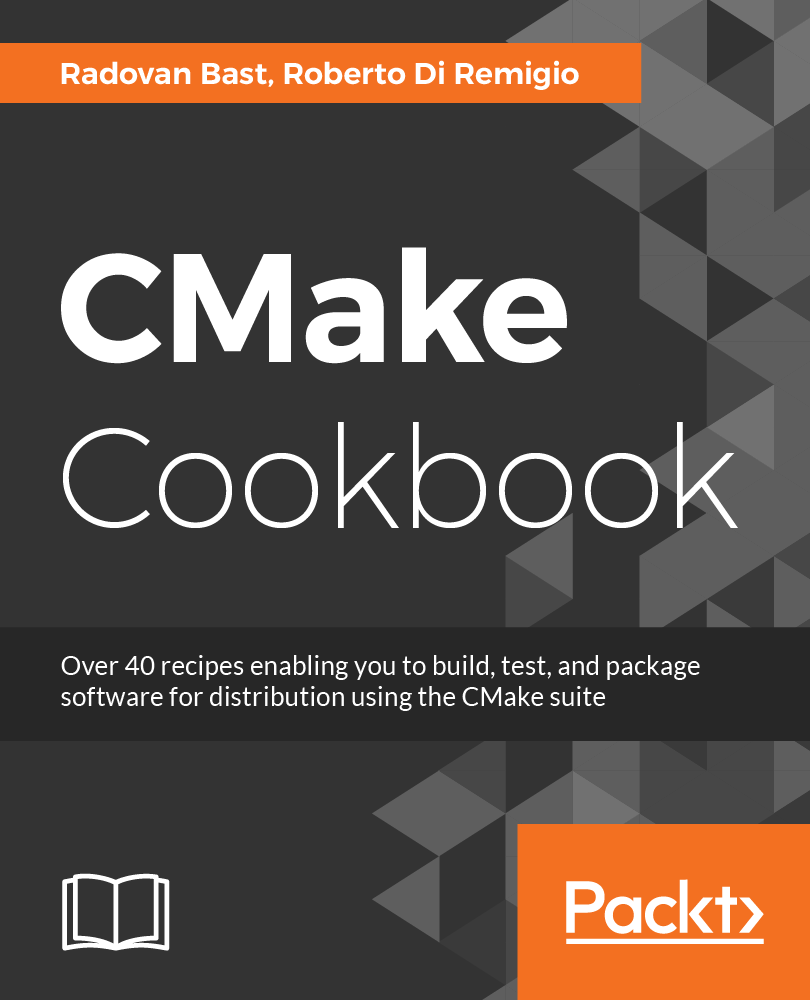 Radovan Bast, Roberto Di Remigio
CMake
Cookbook
Over 40 recipes enabling you to build, test, and package
software for distribution using the CMake suite
Packt